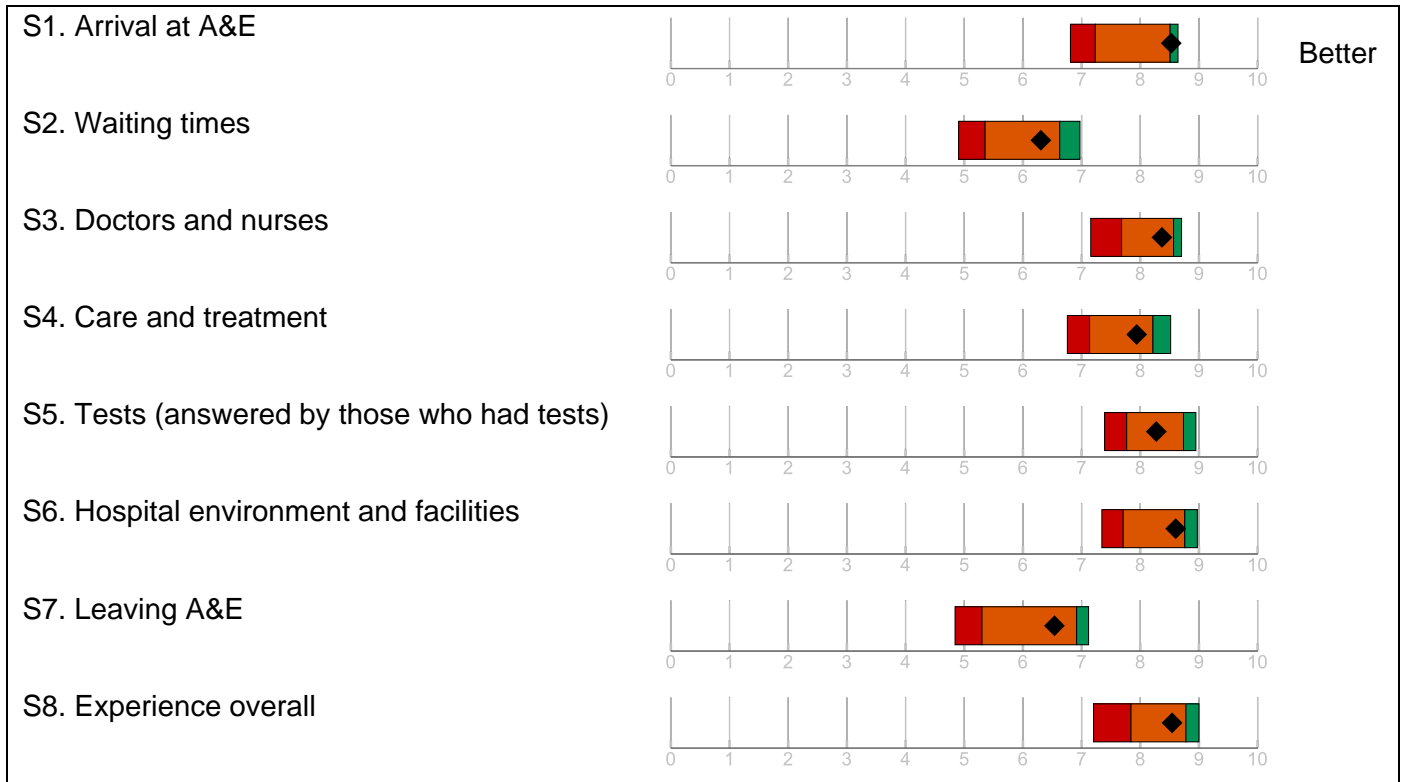 S1. Arrival at A&E
Better
0 1 2 3 4 5 6 7 8 9 10
S2. Waiting times
0 1 2 3 4 5 6 7 8 9 10
S3. Doctors and nurses
0 1 2 3 4 5 6 7 8 9 10
S4. Care and treatment
0 1 2 3 4 5 6 7 8 9 10
S5. Tests (answered by those who had tests)
0 1 2 3 4 5 6 7 8 9 10
S6. Hospital environment and facilities
0 1 2 3 4 5 6 7 8 9 10
S7. Leaving A&E
0 1 2 3 4 5 6 7 8 9 10
S8. Experience overall
0 1 2 3 4 5 6 7 8 9 10